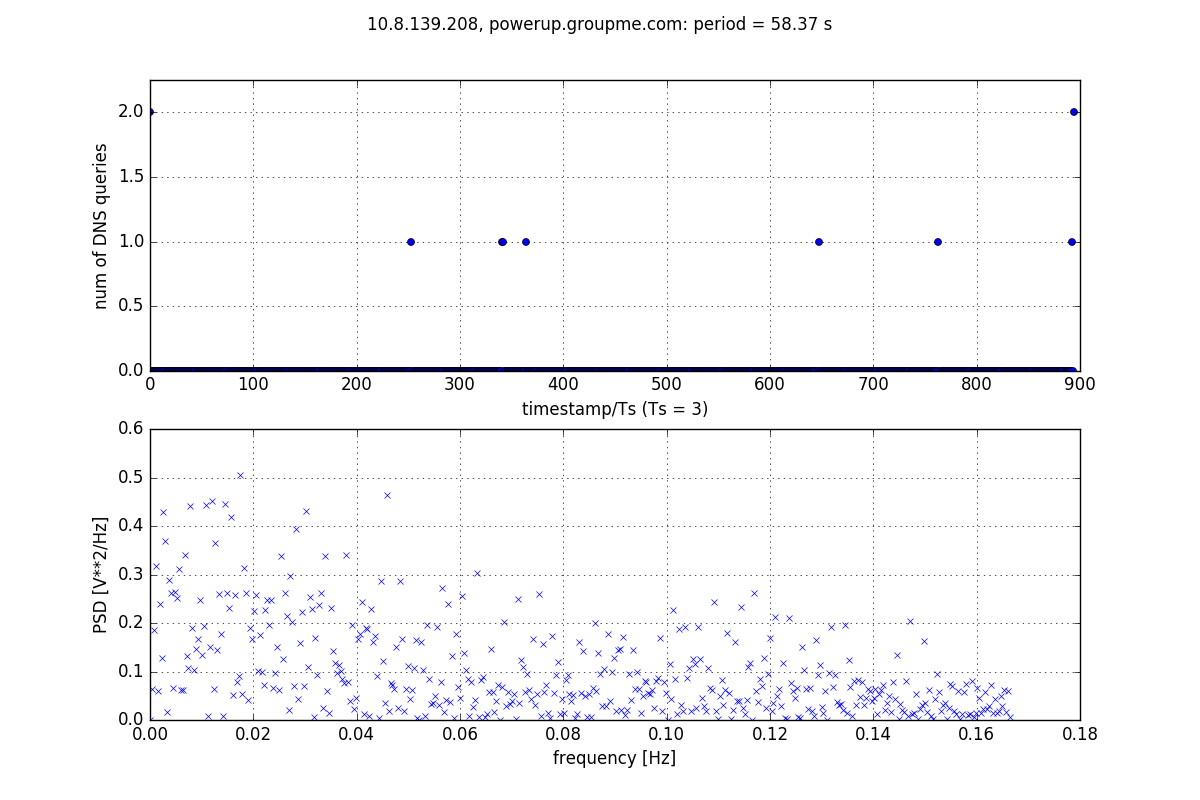 10.8.139.208, powerup.groupme.com: period = 58.37 s
num of DNS queries
2.0
1.5
1.0
0.5
0.0
0 100 200 300 400 500 600 700 800 900
timestamp/Ts (Ts = 3)
PSD [V**2/Hz]
0.6
0.5
0.4
0.3
0.2
0.1
0.0
0.00 0.02 0.04 0.06 0.08 0.10 0.12 0.14 0.16 0.18
frequency [Hz]